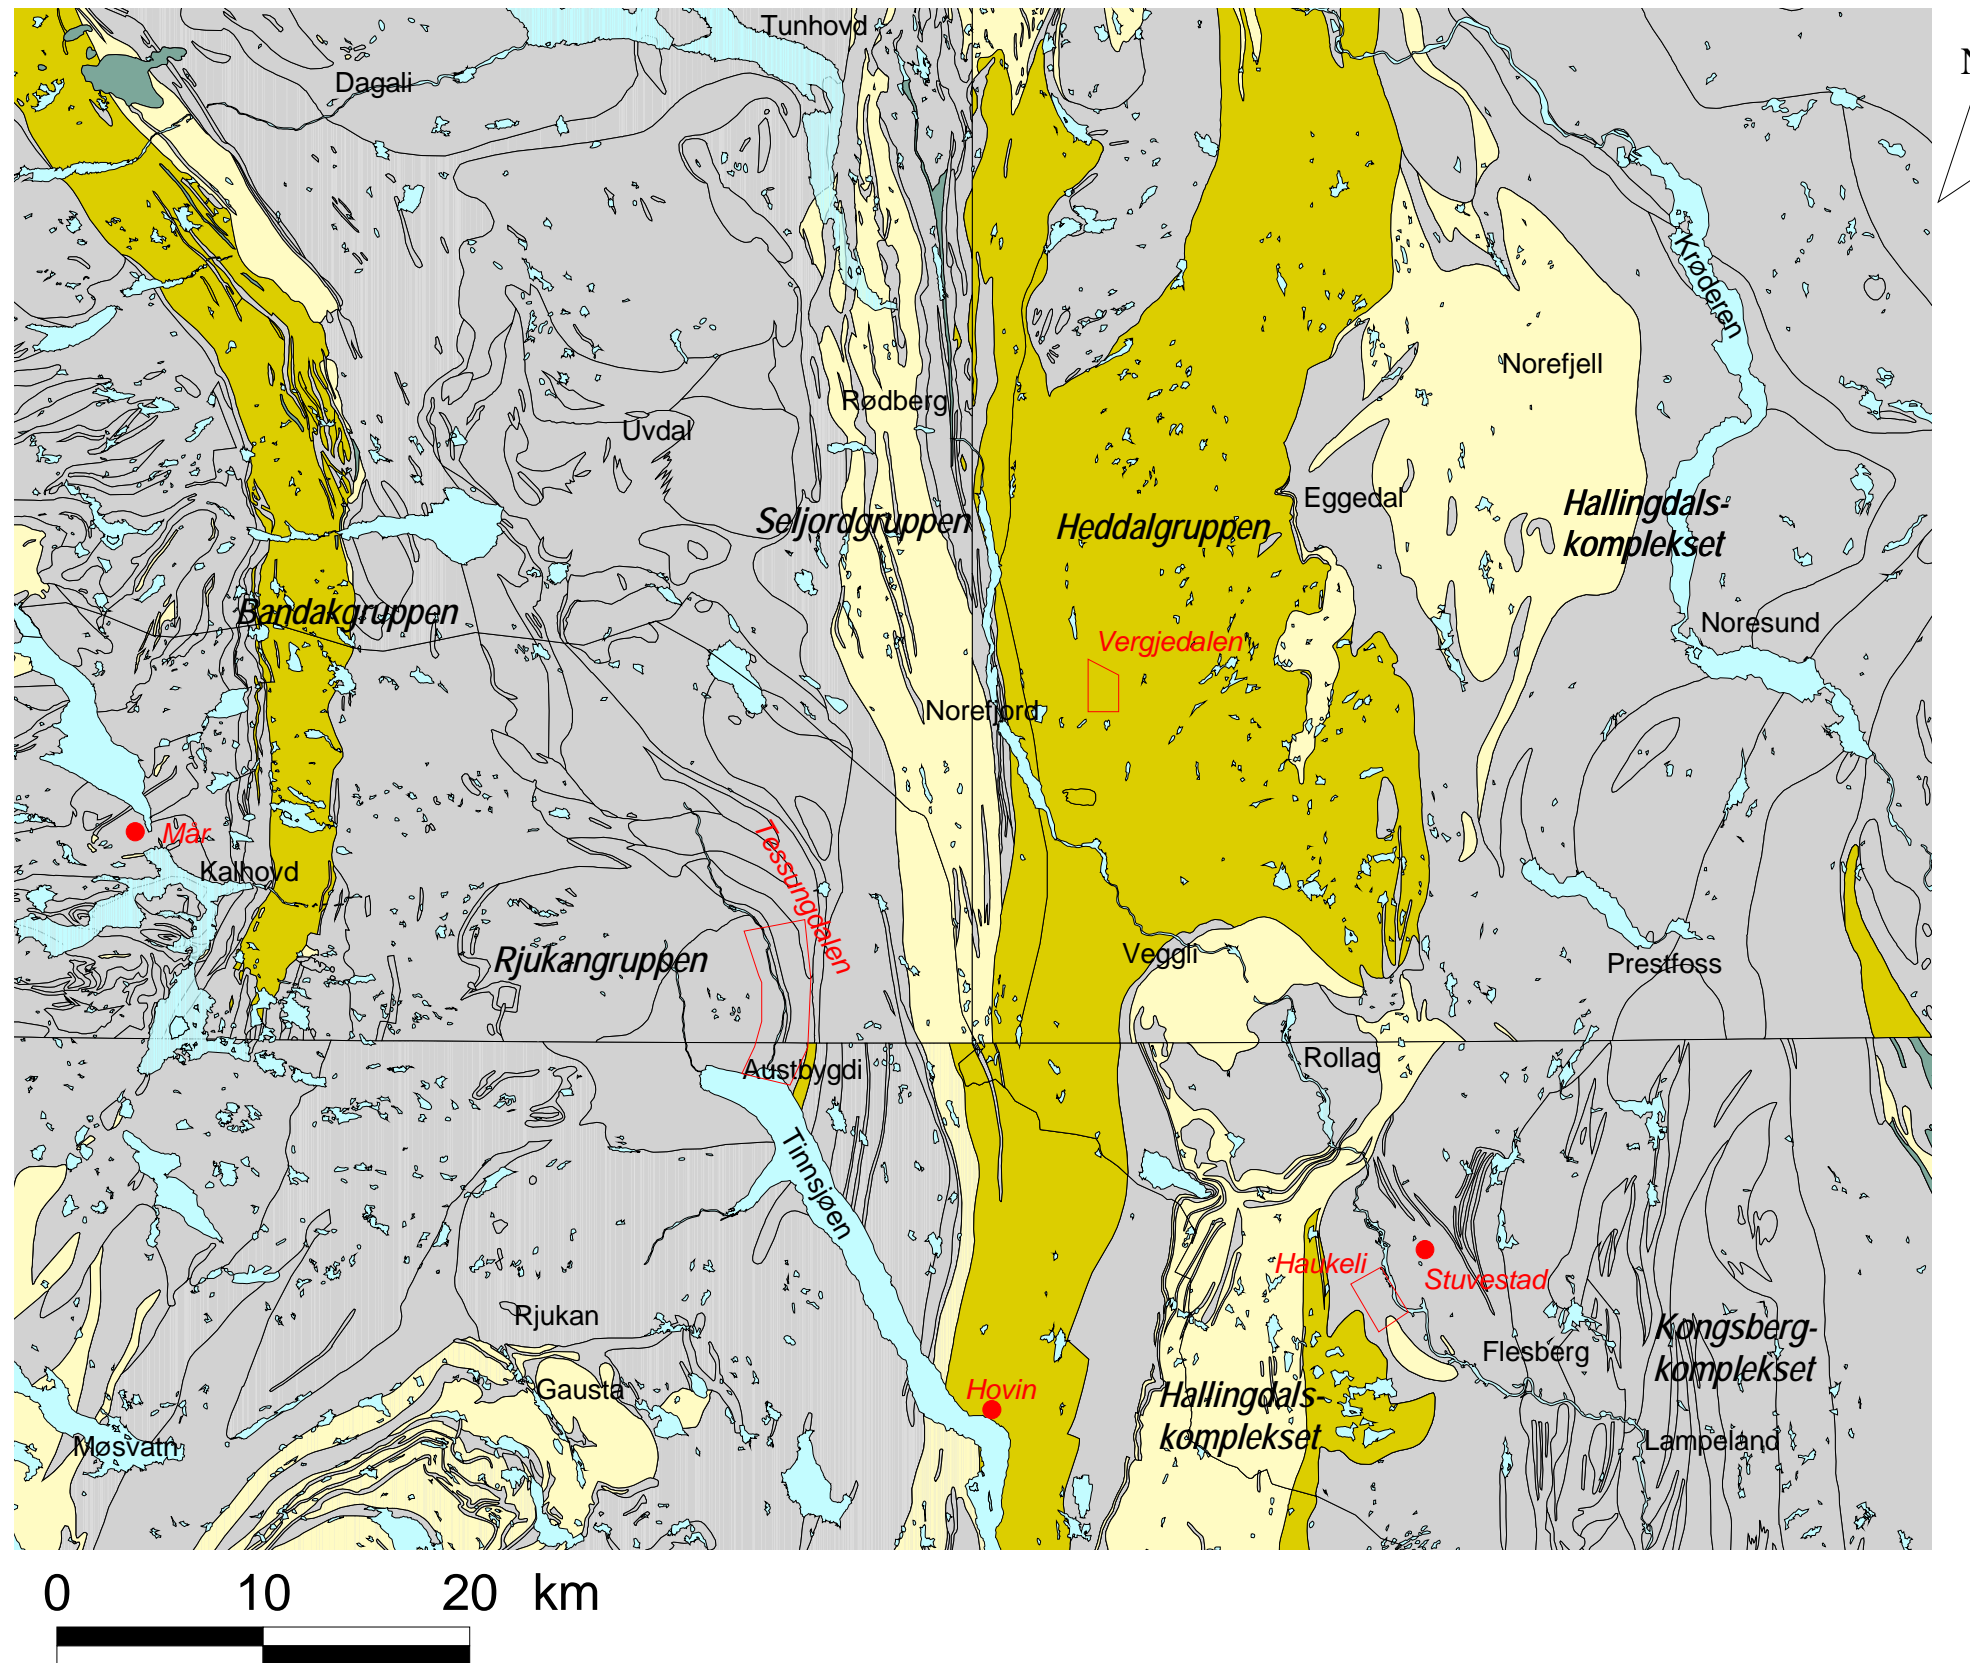 Tunhovd
N
Dagali
Krøderen
Norefjell
Rødberg
Uvdal
Eggedal
Hallingdals-
komplekset
Seljordgruppen
Heddalgruppen
Bandakgruppen
Noresund
Vergjedalen
Norefjord
Mår
Kalhovd
Tessungdalen
Rjukangruppen
Veggli
Prestfoss
Austbygdi
Rollag
Tinnsjøen
Haukeli
Stuvestad
Rjukan
Kongsberg-
komplekset
Flesberg
Gausta
Hovin
Hallingdals-
komplekset
Møsvatn
Lampeland
0 10 20 km